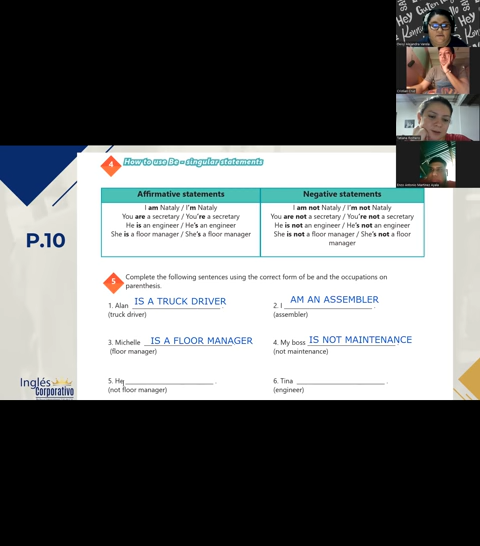 4 How to use Be - singular statements
Affirmative statements Negative statements
I am Nataly / I'm Nataly I am not Nataly / I'm not Nataly
You are a secretary / You're a secretary You are not a secretary / You're not a secretary
He is an engineer / He's an engineer He is not an engineer / He's not an engineer
She is a floor manager / She's a floor manager She is not a floor manager / She's not a floor
manager
P.10
5 Complete the following sentences using the correct form of be and the occupations on
parenthesis.
1. Alan IS A TRUCK DRIVER . 2. I AM AN ASSEMBLER .
(truck driver) (assembler)
3. Michelle IS A FLOOR MANAGER 4. My boss IS NOT MAINTENANCE
(floor manager) (not maintenance)
5. He . 6. Tina .
(not floor manager) (engineer)
Inglés
Corporativo